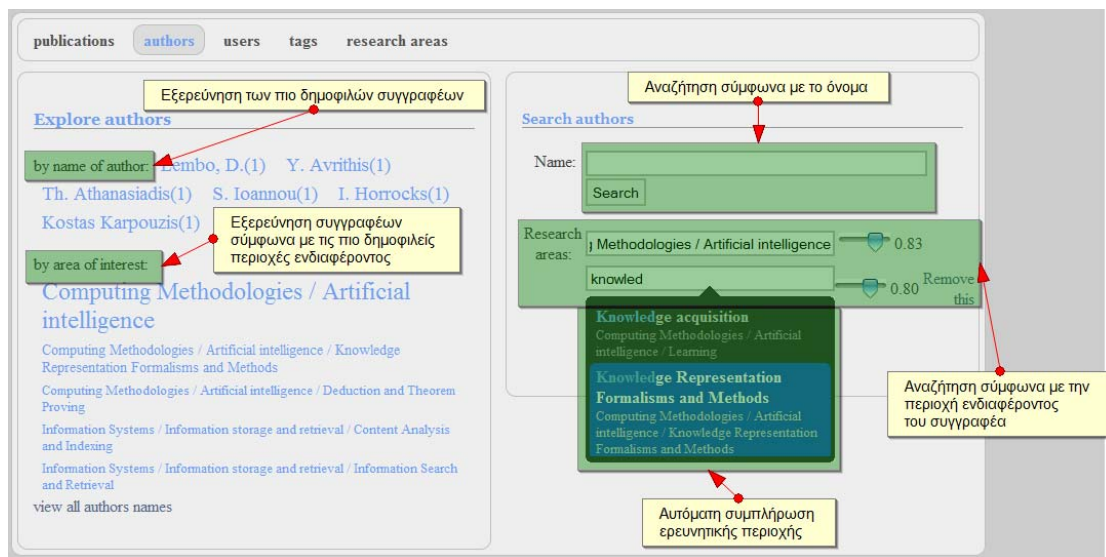 publications authors users tags research areas
Εξερεύνηση των πιο δημοφιλών συγγραφέων
Explore authors
by name of author: Lembo, D.(1) Y. Avrithis(1)
Th. Athanasiadis(1) S. Ioannou(1) I. Horrocks(1)
Kostas Karpouzis(1)
Εξερεύνηση συγγραφέων
σύμφωνα με τις πιο δημοφιλείς
περιοχές ενδιαφέροντος
by area of interest:
Computing Methodologies / Artificial
intelligence
Computing Methodologies / Artificial intelligence / Knowledge
Representation Formalisms and Methods
Computing Methodologies / Artificial intelligence / Deduction and Theorem
Proving
Information Systems / Information storage and retrieval / Content Analysis
and Indexing
Information Systems / Information storage and retrieval / Information Search
and Retrieval
view all authors names
Αναζήτηση σύμφωνα με το όνομα
Search authors
Name:
Search
Research
areas:
Methodologies / Artificial intelligence 0.83
knowled 0.80 Remove
this
Knowledge acquisition
Computing Methodologies / Artificial
intelligence / Learning
Knowledge Representation
Formalisms and Methods
Computing Methodologies / Artificial
intelligence / Knowledge Representation
Formalisms and Methods
Αναζήτηση σύμφωνα με την
περιοχή ενδιαφέροντος
του συγγραφέα
Αυτόματη συμπλήρωση
ερευνητικής περιοχής